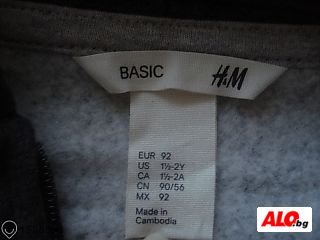 BASIC H&M
EUR 92
US 1½-2Y
CA 1½-2A
CN 90/56
MX 92
Made in
Cambodia
ALO.bg